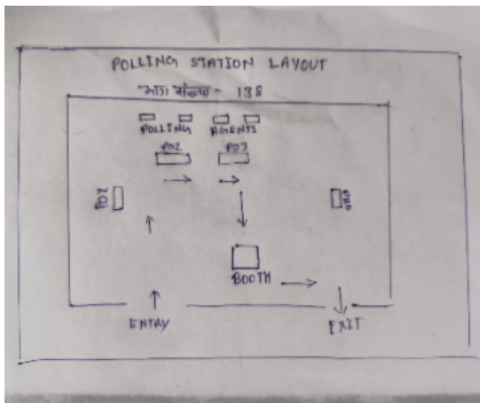 POLLING STATION LAYOUT
भाग संख्या - 138
POLLING AGENTS
PO2 PO3
PO1
BOOTH
ENTRY EXIT